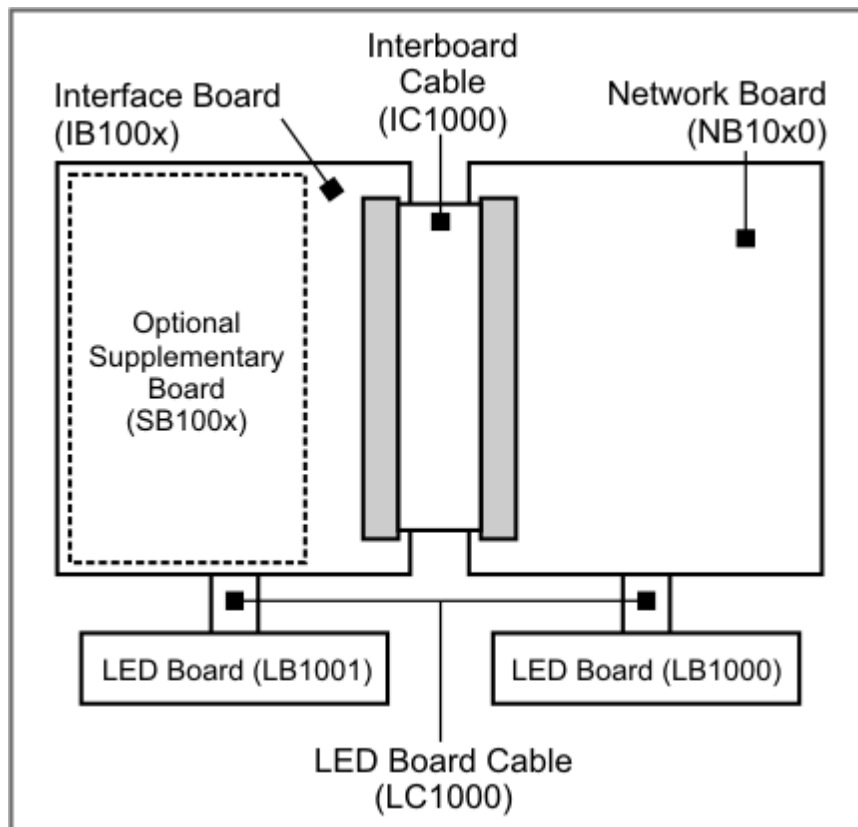 Interboard
Cable
(IC1000)
Interface Board
(IB100x)
Network Board
(NB10x0)
Optional
Supplementary
Board
(SB100x)
LED Board (LB1001)
LED Board (LB1000)
LED Board Cable
(LC1000)